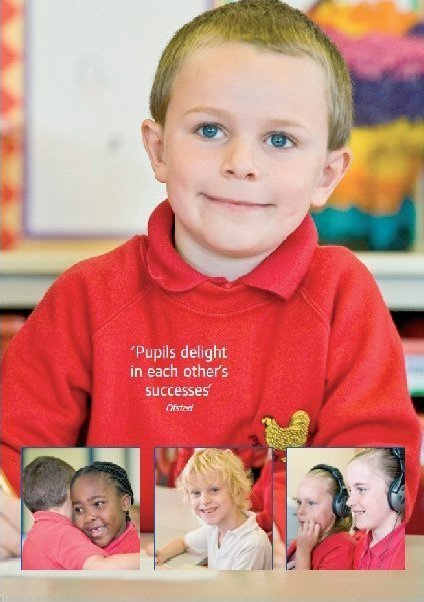 ‘Pupils delight
in each other’s
successes’
Ofsted